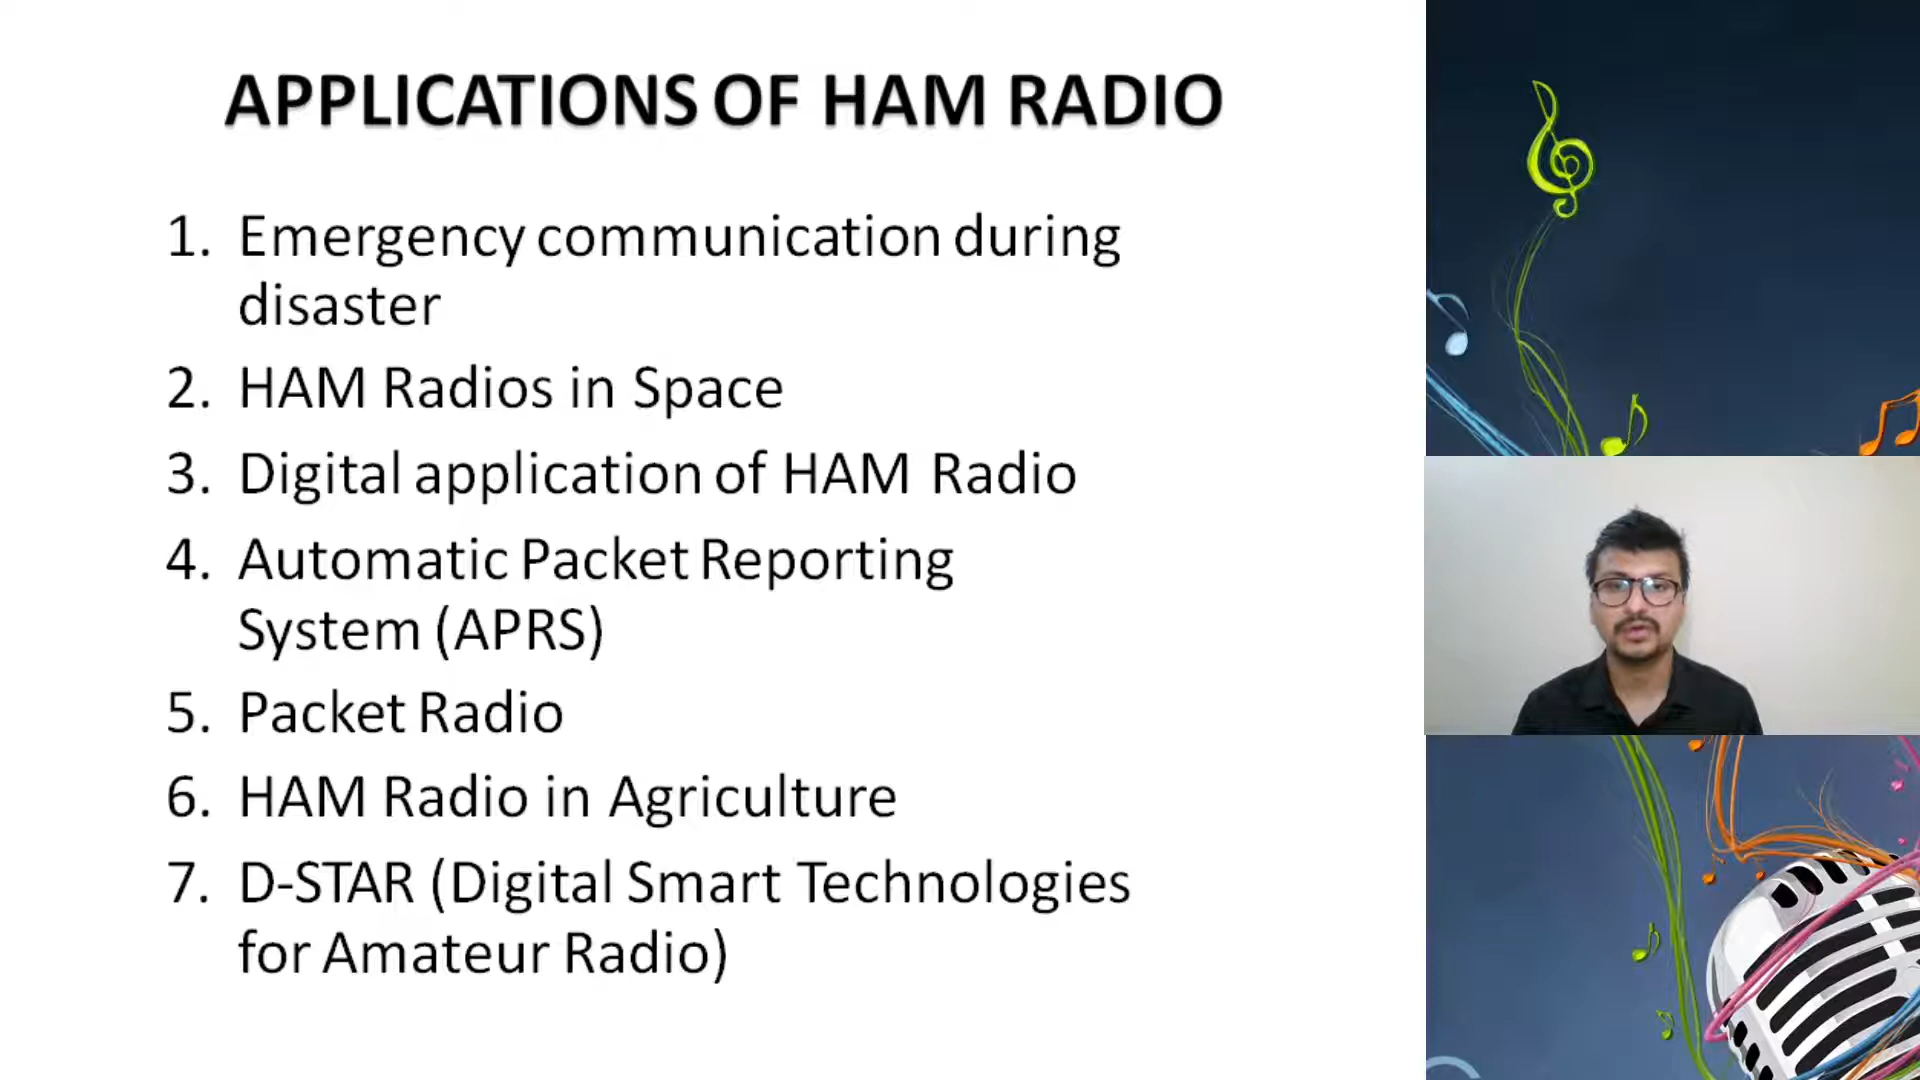 APPLICATIONS OF HAM RADIO
1. Emergency communication during
disaster
2. HAM Radios in Space
3. Digital application of HAM Radio
4. Automatic Packet Reporting
System (APRS)
5. Packet Radio
6. HAM Radio in Agriculture
7. D-STAR (Digital Smart Technologies
for Amateur Radio)